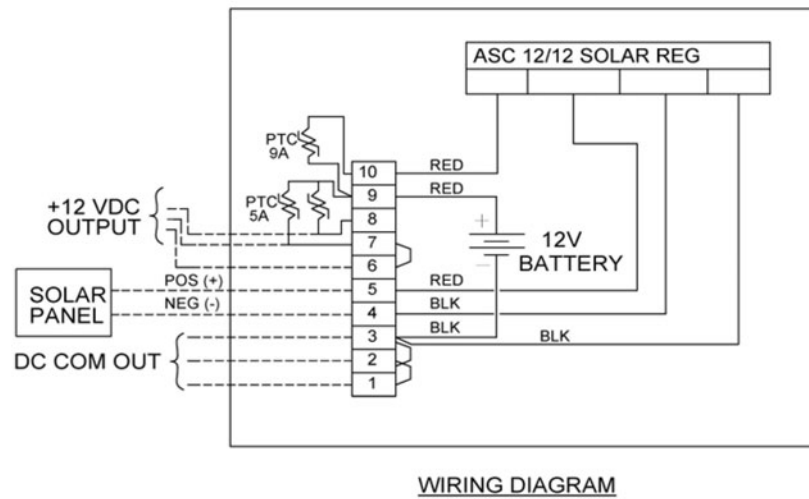 ASC 12/12 SOLAR REG
PTC
9A
10
RED
9
RED
PTC
5A
8
+12 VDC
OUTPUT
7
+
12V
BATTERY
-
6
POS (+)
5
RED
SOLAR
PANEL
NEG (-)
4
BLK
3
BLK
BLK
DC COM OUT
2
1
WIRING DIAGRAM